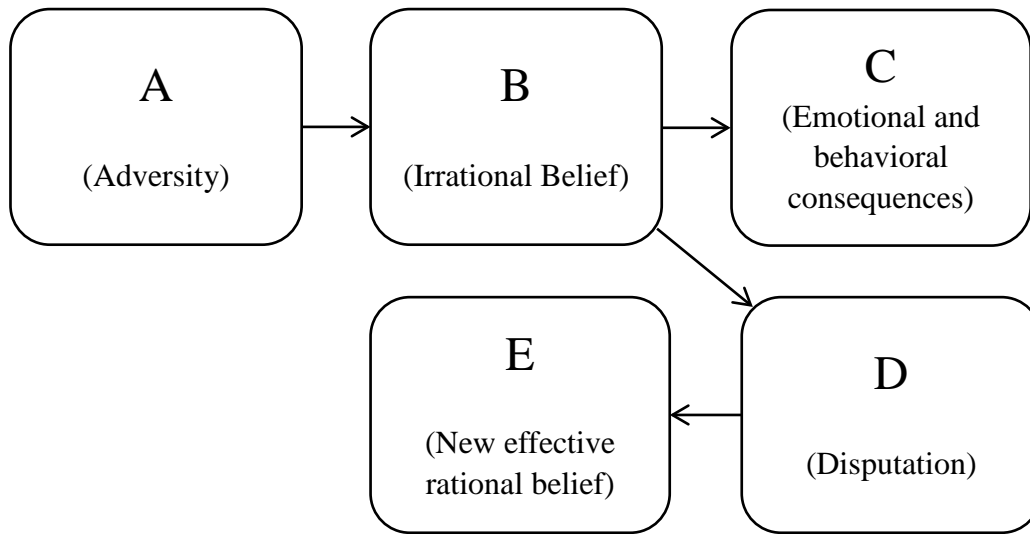 A
(Adversity)
B
(Irrational Belief)
C
(Emotional and
behavioral
consequences)
E
(New effective
rational belief)
D
(Disputation)